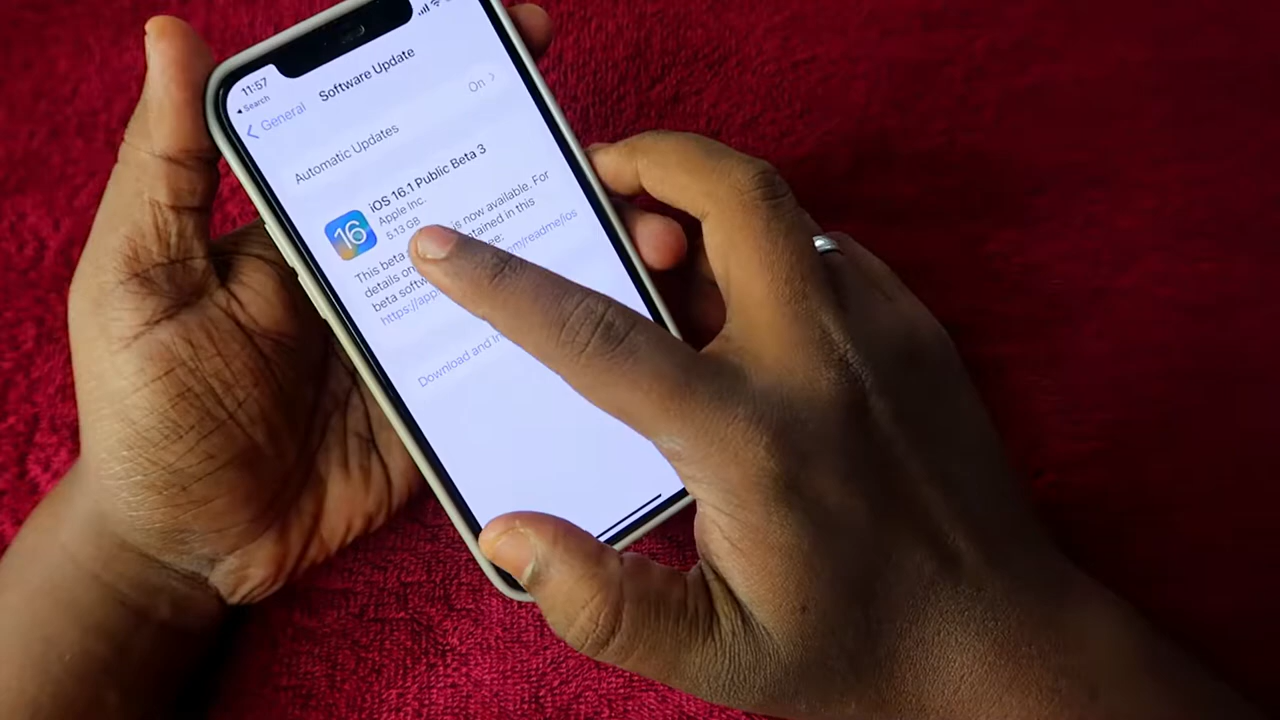 11:57
Search
General
Software Update
Automatic Updates
On
16
iOS 16.1 Public Beta 3
Apple Inc.
5.13 GB
This beta is now available. For
details on contained in this
beta
https://app com/readme/ios
Download and